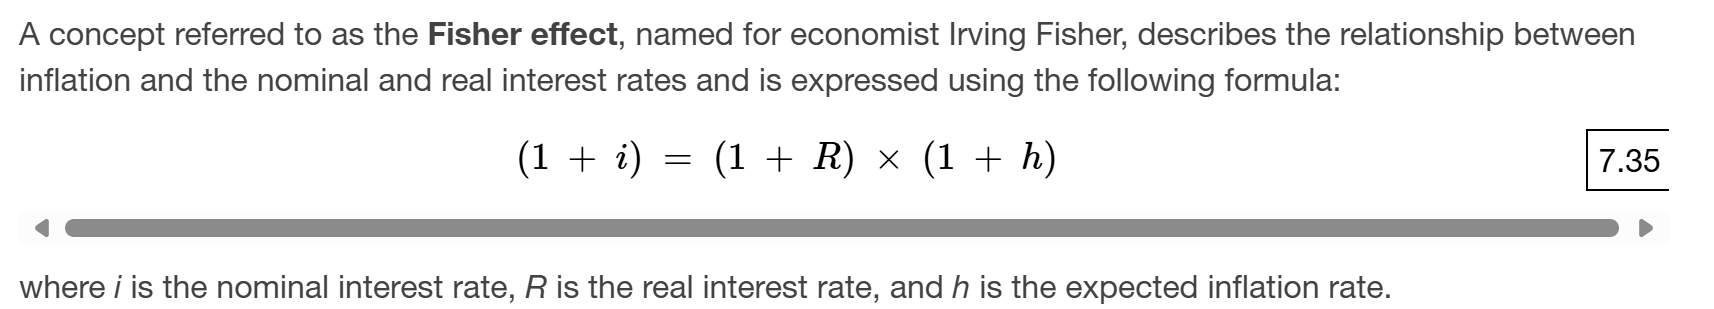 A concept referred to as the Fisher effect, named for economist Irving Fisher, describes the relationship between
inflation and the nominal and real interest rates and is expressed using the following formula:
(1 + i) = (1 + R) × (1 + h)
7.35
where i is the nominal interest rate, R is the real interest rate, and h is the expected inflation rate.